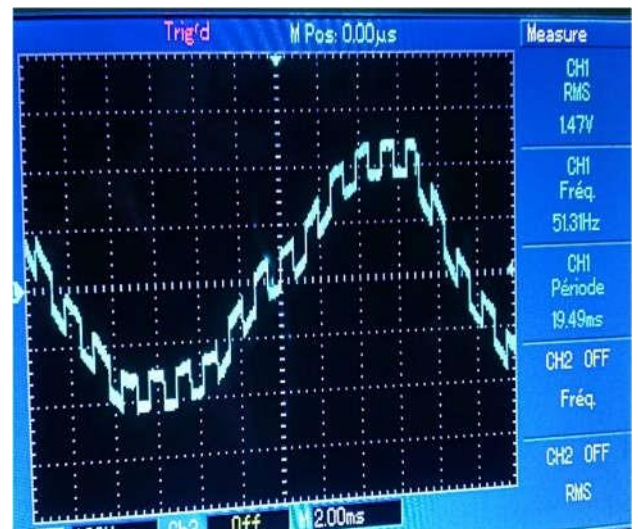 Trig'd M Pos: 0.00µs Measure
CH1
RMS
1.47V
CH1
Fréq.
51.31Hz
CH1
Période
19.49ms
CH2 OFF
Fréq.
CH2 OFF
RMS
Off M 2.00ms